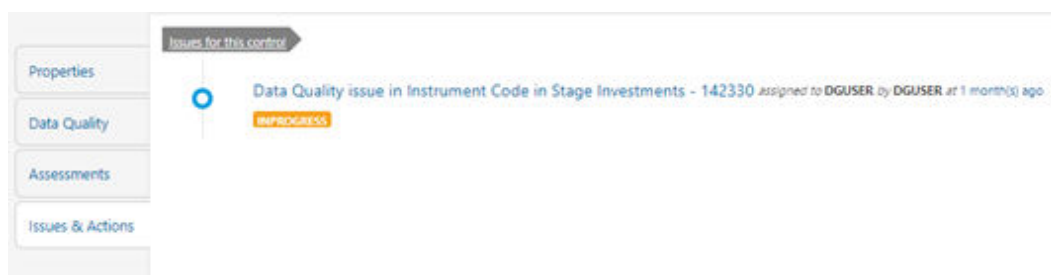 Issues for this control
Properties
Data Quality issue in Instrument Code in Stage Investments - 142330 assigned to DGUSER by DGUSER at 1 month(s) ago
INPROGRESS
Data Quality
Assessments
Issues & Actions